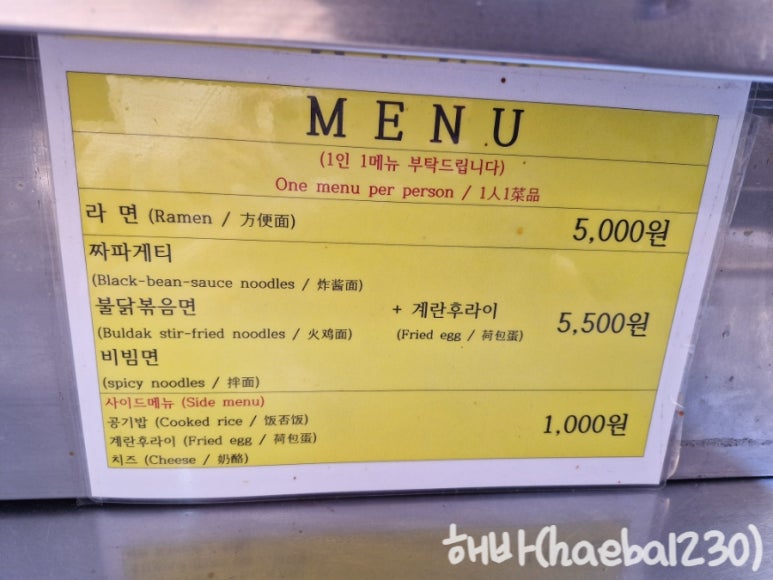 MENU
(1인 1메뉴 부탁드립니다)
One menu per person / 1人1菜品
라 면 (Ramen / 方便面) 5,000원
짜파게티
(Black-bean-sauce noodles / 炸酱面)
불닭볶음면 + 계란후라이 5,500원
(Buldak stir-fried noodles / 火鸡面) (Fried egg / 荷包蛋)
비빔면
(spicy noodles / 拌面)
사이드메뉴 (Side menu)
공기밥 (Cooked rice / 饭否饭) 1,000원
계란후라이 (Fried egg / 荷包蛋)
치즈 (Cheese / 奶酪)
해바(haeba1230)